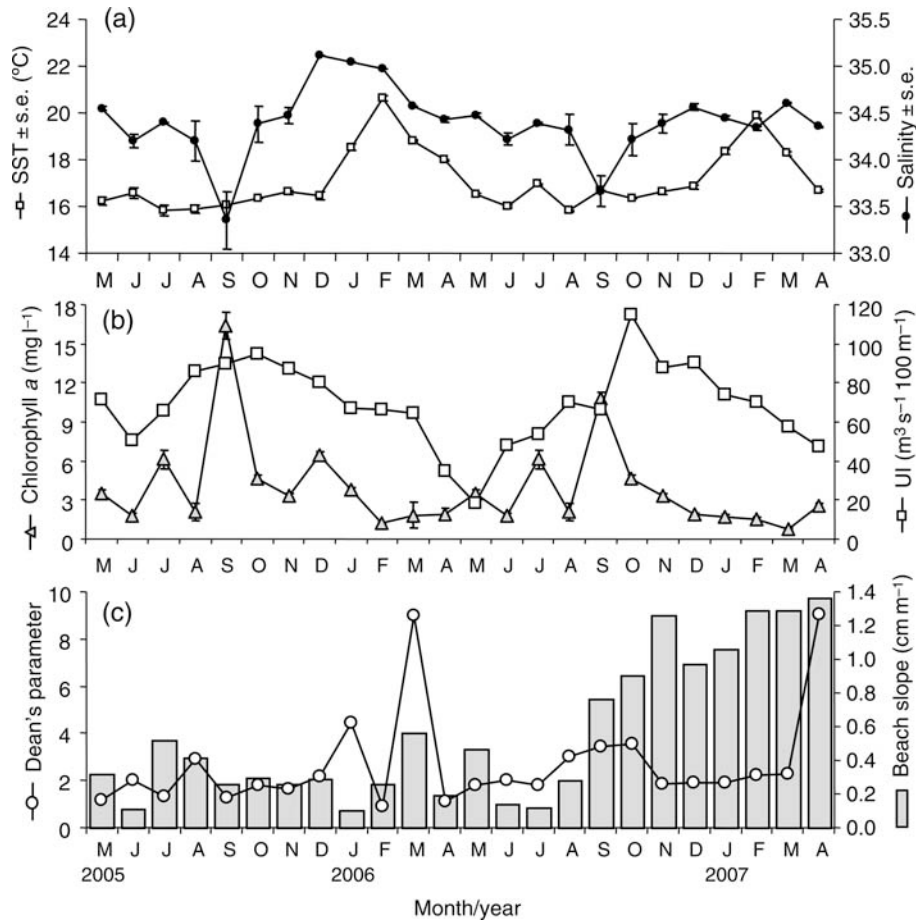 (a)
24
22
20
18
16
14
SST ± s.e. (°C)
35.5
35.0
34.5
34.0
33.5
33.0
Salinity ± s.e.
M J J A S O N D J F M A M J J A S O N D J F M A
(b)
18
15
12
9
6
3
0
Chlorophyll a (mg l⁻¹)
120
100
80
60
40
20
0
UI (m³ s⁻¹ 100 m⁻¹)
M J J A S O N D J F M A M J J A S O N D J F M A
(c)
10
8
6
4
2
0
Dean's parameter
1.4
1.2
1.0
0.8
0.6
0.4
0.2
0.0
Beach slope (cm m⁻¹)
M J J A S O N D J F M A M J J A S O N D J F M A
2005 2006 2007
Month/year